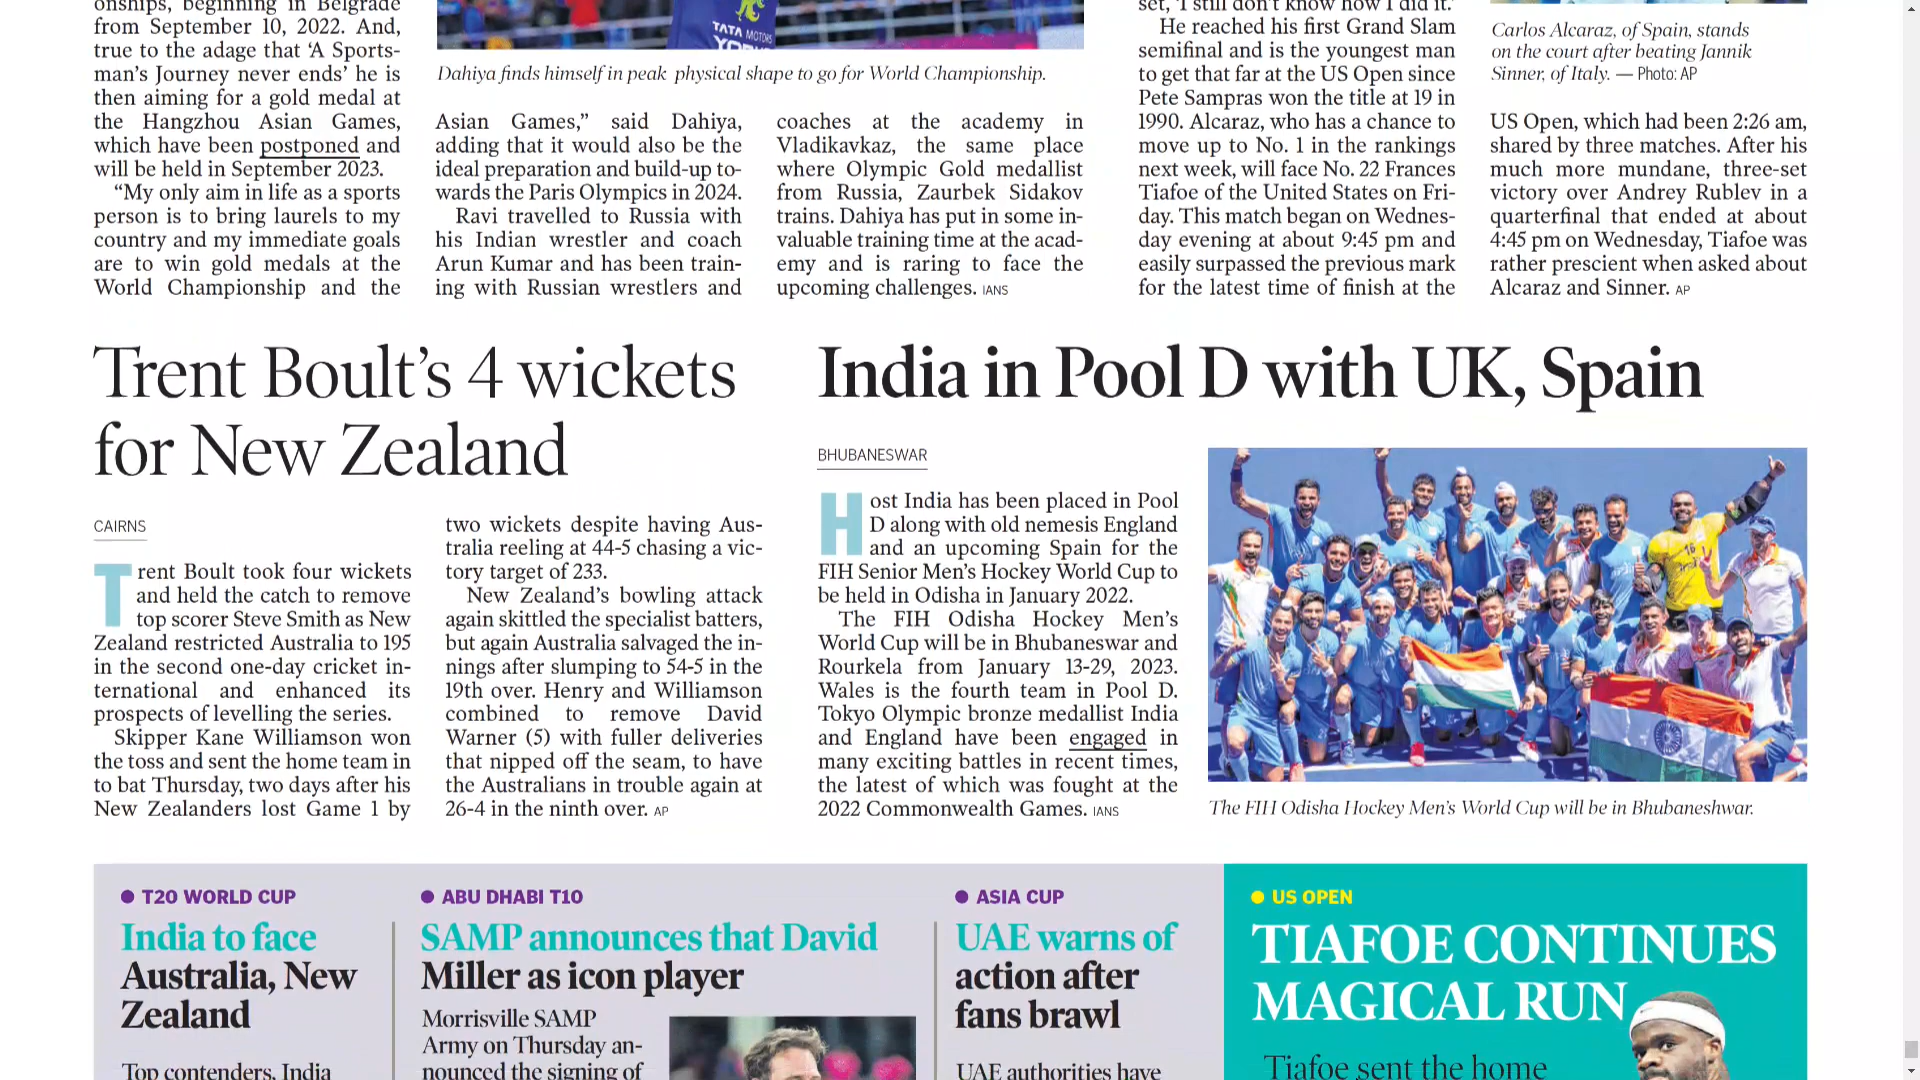 onships, beginning in Belgrade
from September 10, 2022. And,
true to the adage that ‘A Sports-
man’s Journey never ends’ he is
then aiming for a gold medal at
the Hangzhou Asian Games,
which have been postponed and
will be held in September 2023.
“My only aim in life as a sports
person is to bring laurels to my
country and my immediate goals
are to win gold medals at the
World Championship and the
TATA MOTORS
Dahiya finds himself in peak physical shape to go for World Championship.
Asian Games,” said Dahiya,
adding that it would also be the
ideal preparation and build-up to-
wards the Paris Olympics in 2024.
Ravi travelled to Russia with
his Indian wrestler and coach
Arun Kumar and has been train-
ing with Russian wrestlers and
coaches at the academy in
Vladikavkaz, the same place
where Olympic Gold medallist
from Russia, Zaurbek Sidakov
trains. Dahiya has put in some in-
valuable training time at the acad-
emy and is raring to face the
upcoming challenges. IANS
set, ‘I still don’t know how I did it.’
He reached his first Grand Slam
semifinal and is the youngest man
to get that far at the US Open since
Pete Sampras won the title at 19 in
1990. Alcaraz, who has a chance to
move up to No. 1 in the rankings
next week, will face No. 22 Frances
Tiafoe of the United States on Fri-
day. This match began on Wednes-
day evening at about 9:45 pm and
easily surpassed the previous mark
for the latest time of finish at the
Carlos Alcaraz, of Spain, stands
on the court after beating Jannik
Sinner, of Italy. — Photo: AP
US Open, which had been 2:26 am,
shared by three matches. After his
much more mundane, three-set
victory over Andrey Rublev in a
quarterfinal that ended at about
4:45 pm on Wednesday, Tiafoe was
rather prescient when asked about
Alcaraz and Sinner. AP
Trent Boult’s 4 wickets
for New Zealand
CAIRNS
Trent Boult took four wickets
and held the catch to remove
top scorer Steve Smith as New
Zealand restricted Australia to 195
in the second one-day cricket in-
ternational and enhanced its
prospects of levelling the series.
Skipper Kane Williamson won
the toss and sent the home team in
to bat Thursday, two days after his
New Zealanders lost Game 1 by
two wickets despite having Aus-
tralia reeling at 44-5 chasing a vic-
tory target of 233.
New Zealand’s bowling attack
again skittled the specialist batters,
but again Australia salvaged the in-
nings after slumping to 54-5 in the
19th over. Henry and Williamson
combined to remove David
Warner (5) with fuller deliveries
that nipped off the seam, to have
the Australians in trouble again at
26-4 in the ninth over. AP
India in Pool D with UK, Spain
BHUBANESWAR
Host India has been placed in Pool
D along with old nemesis England
and an upcoming Spain for the
FIH Senior Men’s Hockey World Cup to
be held in Odisha in January 2022.
The FIH Odisha Hockey Men’s
World Cup will be in Bhubaneswar and
Rourkela from January 13-29, 2023.
Wales is the fourth team in Pool D.
Tokyo Olympic bronze medallist India
and England have been engaged in
many exciting battles in recent times,
the latest of which was fought at the
2022 Commonwealth Games. IANS
16
The FIH Odisha Hockey Men’s World Cup will be in Bhubaneshwar.
● T20 WORLD CUP
India to face
Australia, New
Zealand
Top contenders, India
● ABU DHABI T10
SAMP announces that David
Miller as icon player
Morrisville SAMP
Army on Thursday an-
nounced the signing of
● ASIA CUP
UAE warns of
action after
fans brawl
UAE authorities have
● US OPEN
TIAFOE CONTINUES
MAGICAL RUN
Tiafoe sent the home